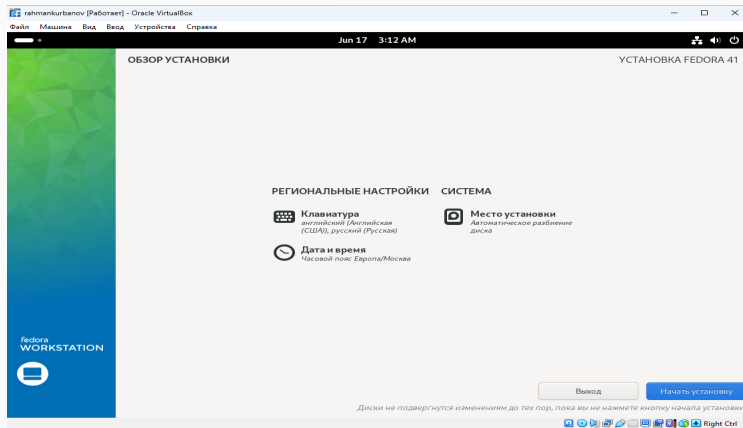 rahmankurbanov [Работает] - Oracle VirtualBox
Файл Машина Вид Ввод Устройства Справка
Jun 17 3:12 AM
ОБЗОР УСТАНОВКИ
УСТАНОВКА FEDORA 41
РЕГИОНАЛЬНЫЕ НАСТРОЙКИ
СИСТЕМА
Клавиатура
английский (Английская
(США)), русский (Русская)
Место установки
Автоматическое разбиение
диска
Дата и время
Часовой пояс Европа/Москва
fedora
WORKSTATION
Выход
Начать установку
Диски не подвергнутся изменениям до тех пор, пока вы не нажмете кнопку начала установки
Right Ctrl